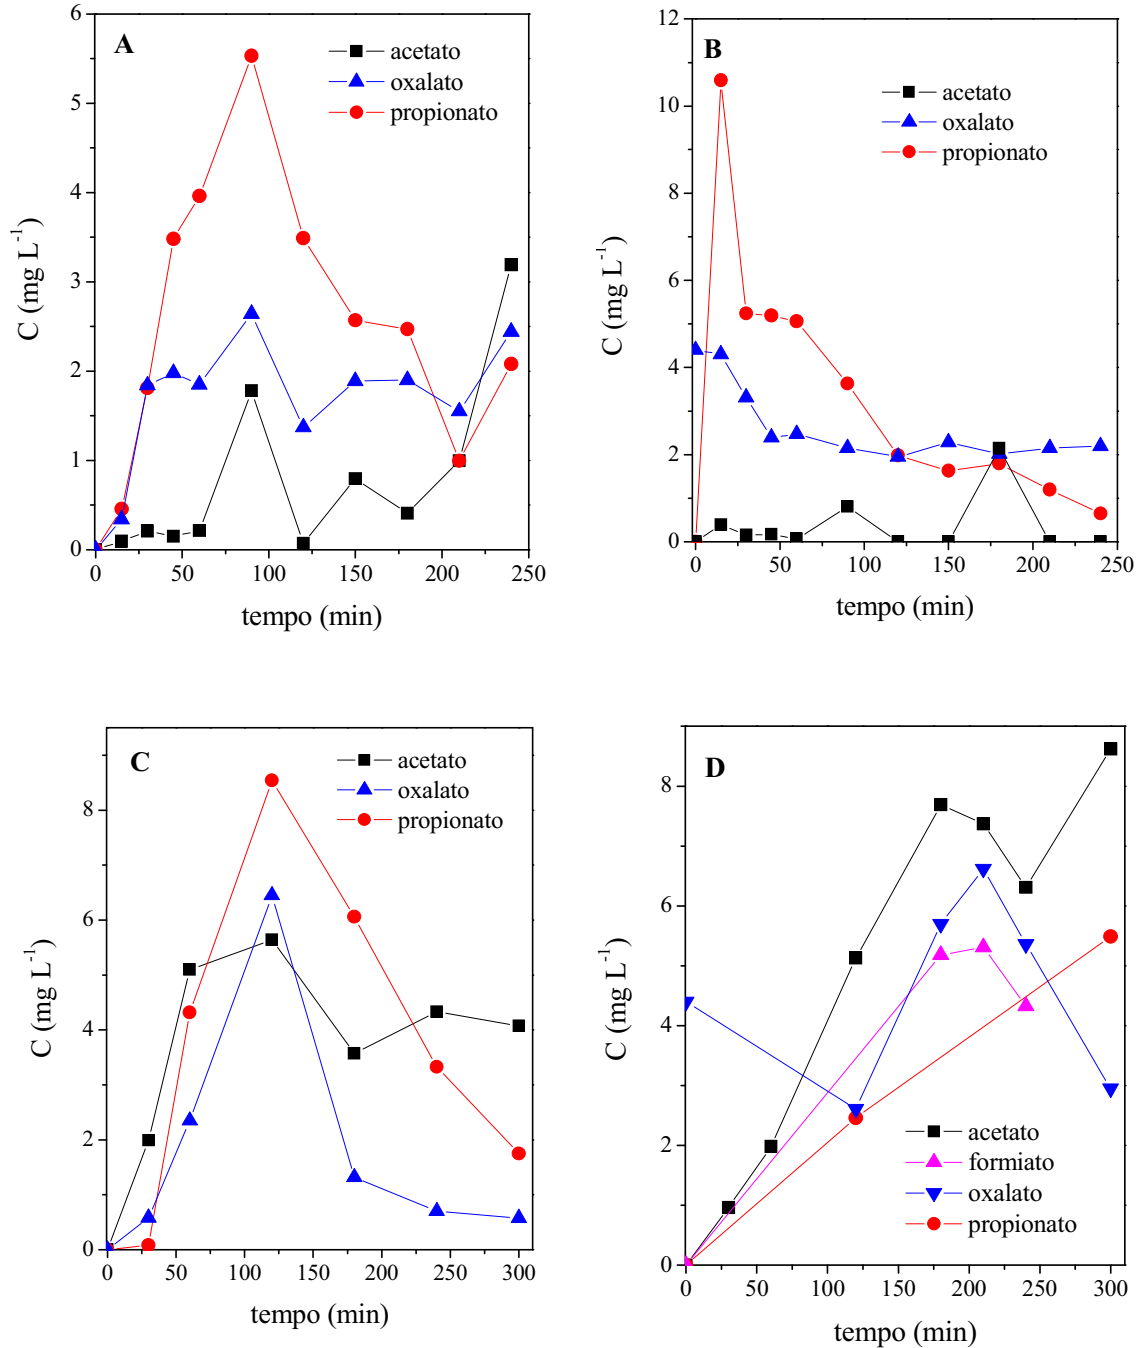 A
acetato
oxalato
propionato
6
5
4
3
2
1
0
C (mg L-1)
0 50 100 150 200 250
tempo (min)
B
acetato
oxalato
propionato
12
10
8
6
4
2
0
C (mg L-1)
0 50 100 150 200 250
tempo (min)
C
acetato
oxalato
propionato
8
6
4
2
0
C (mg L-1)
0 50 100 150 200 250 300
tempo (min)
D
8
6
4
2
0
C (mg L-1)
acetato
formiato
oxalato
propionato
0 50 100 150 200 250 300
tempo (min)